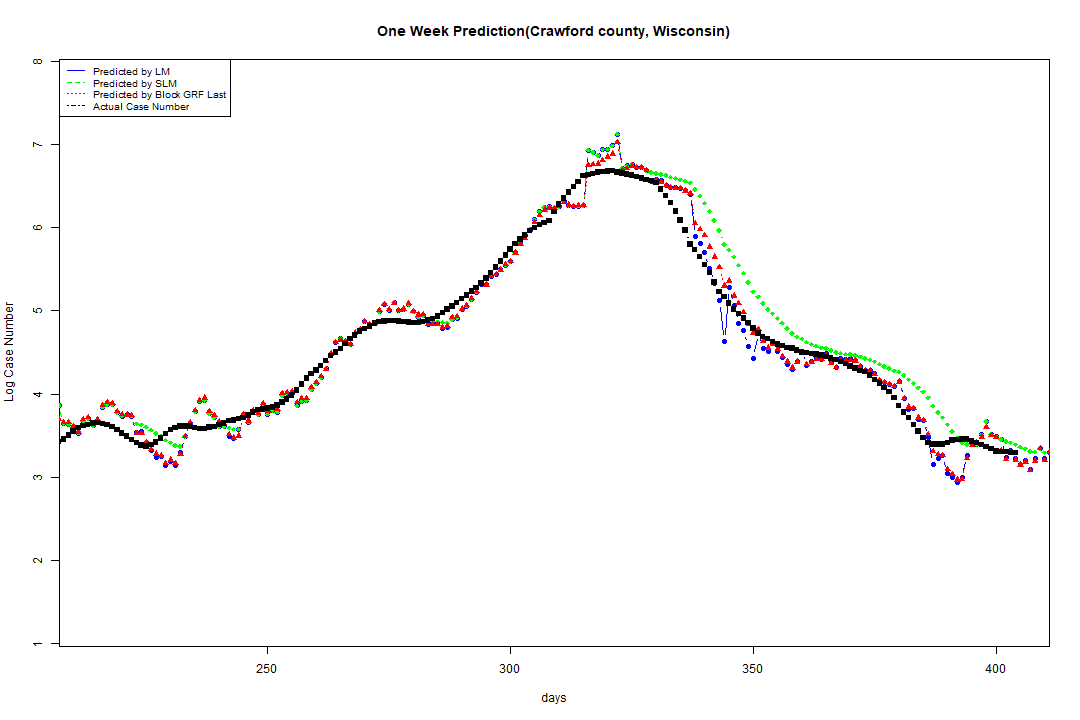 One Week Prediction(Crawford county, Wisconsin)
8
7
6
5
4
3
2
1
Log Case Number
Predicted by LM
Predicted by SLM
Predicted by Block GRF Last
Actual Case Number
250
300
350
400
days